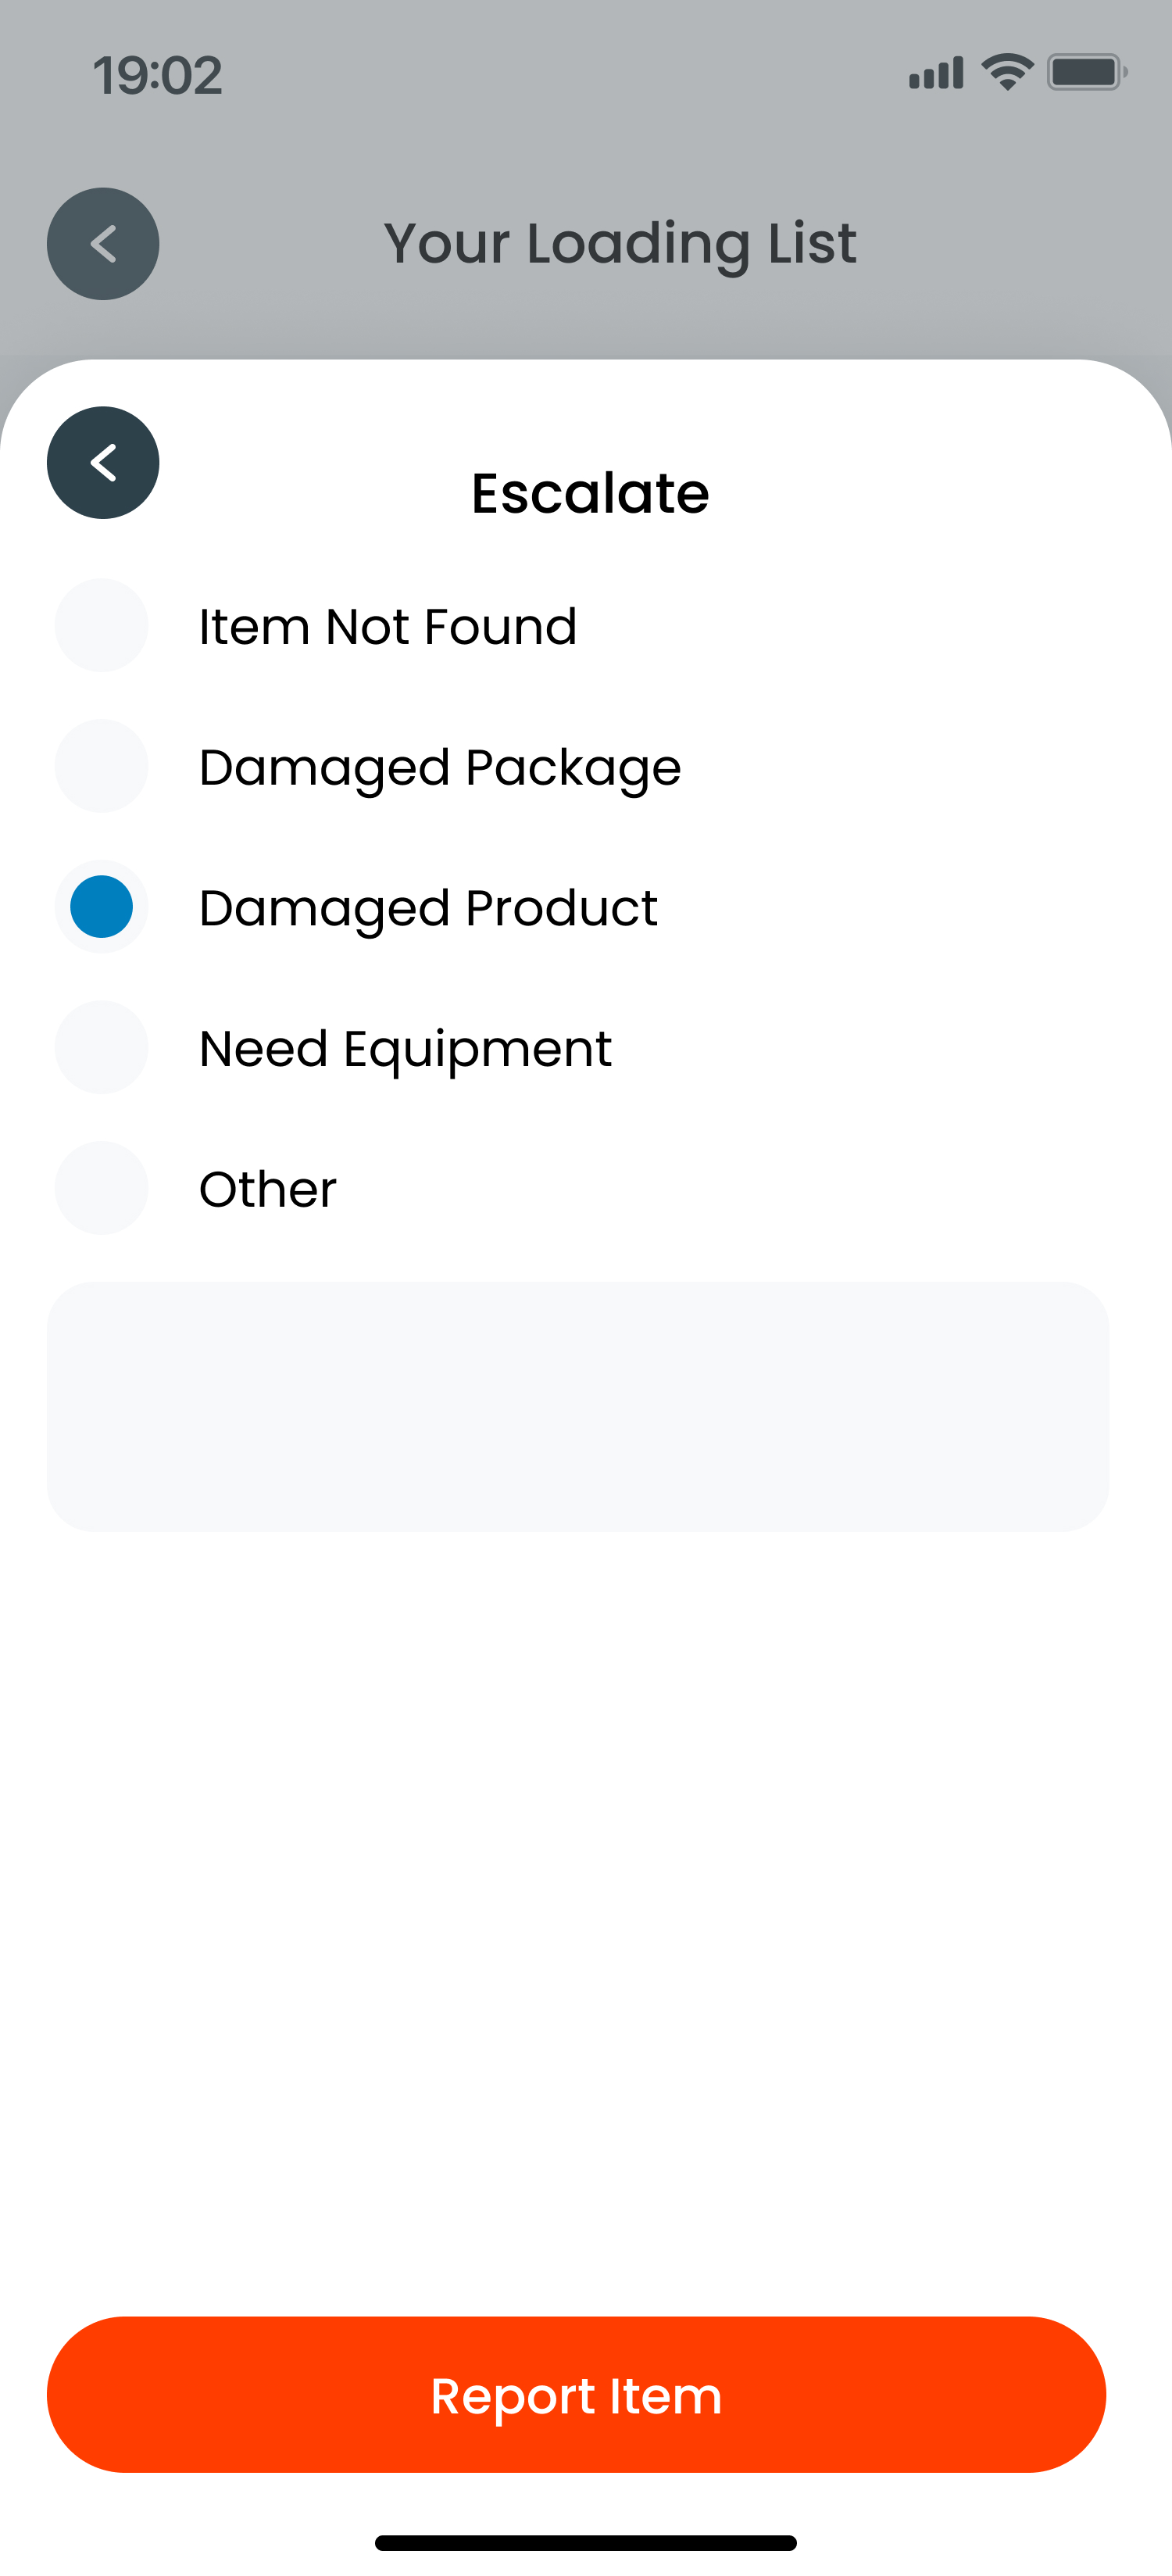 19:02
Your Loading List
Escalate
Item Not Found
Damaged Package
Damaged Product
Need Equipment
Other
Report Item